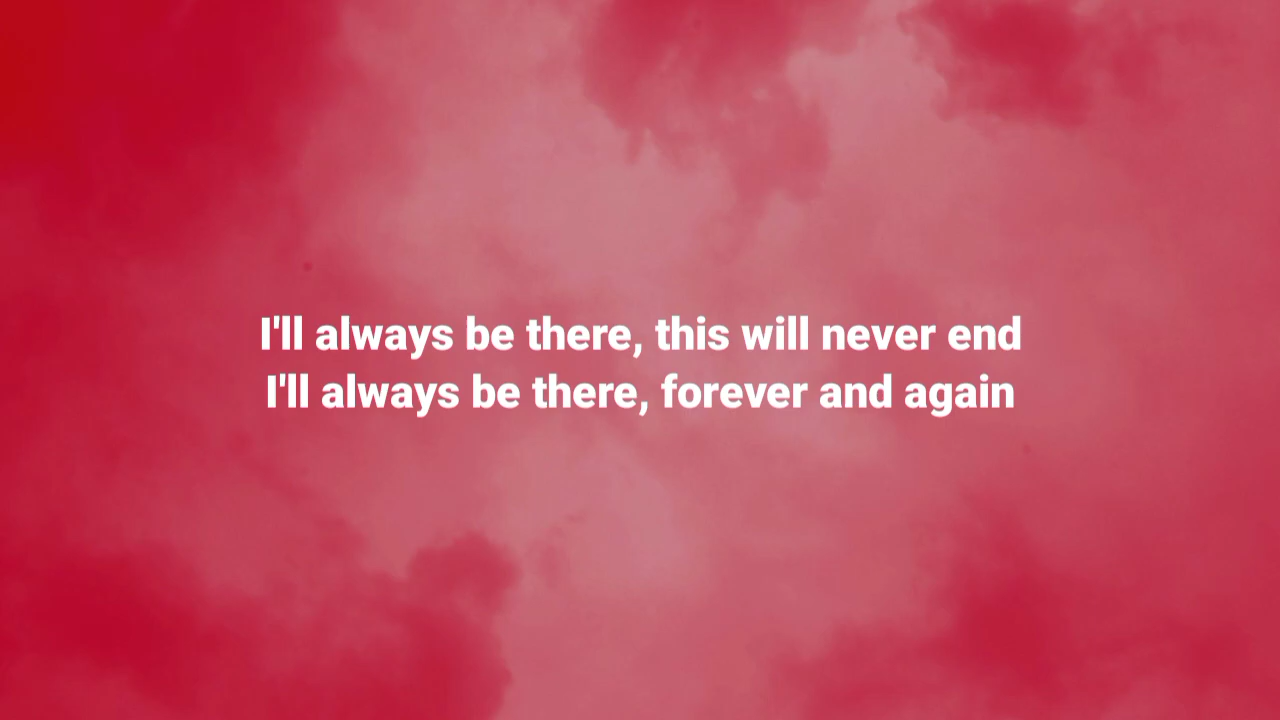 I'll always be there, this will never end
I'll always be there, forever and again